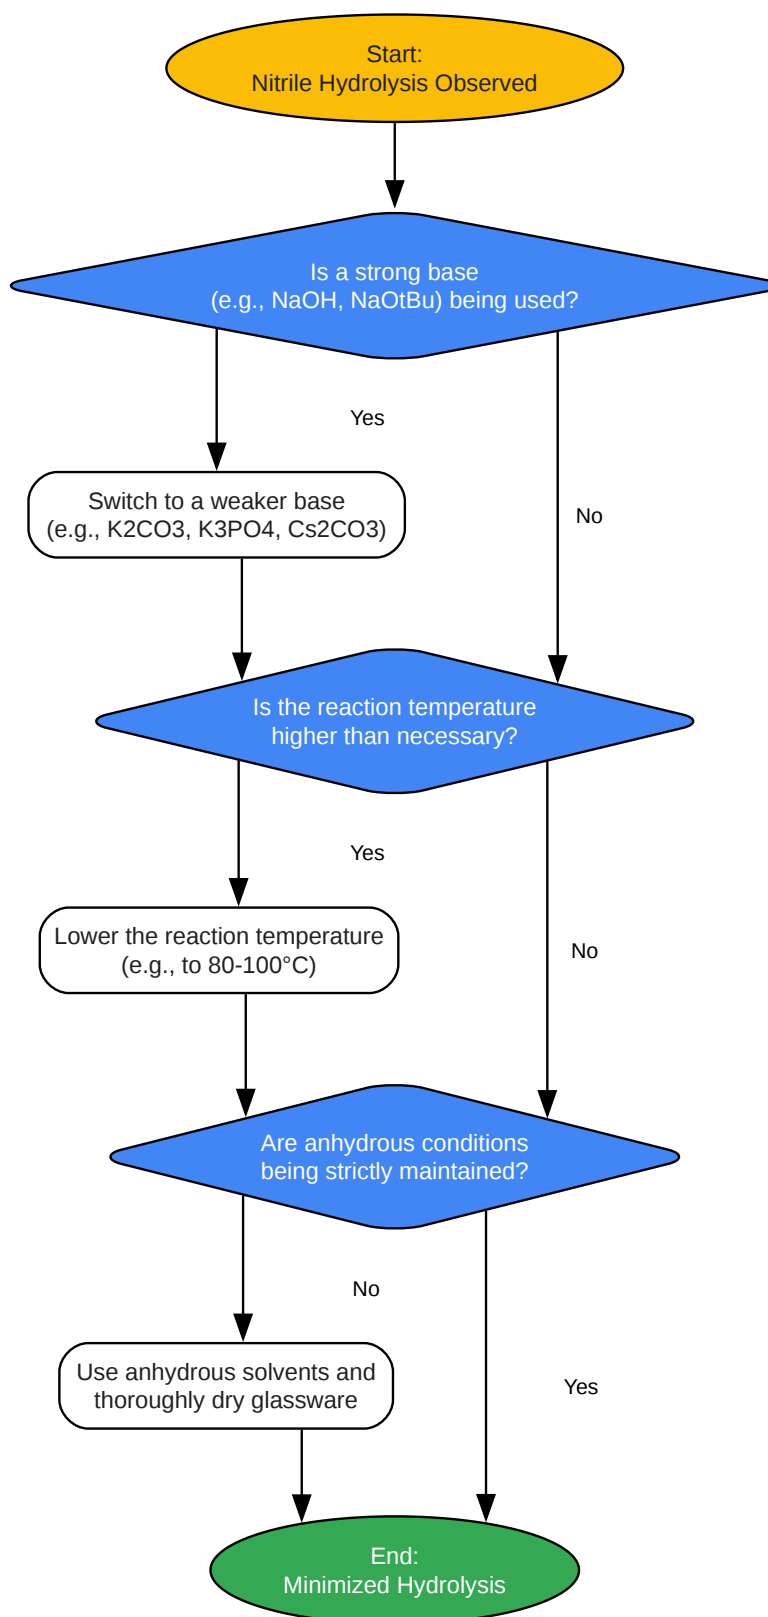 Start:
Nitrile Hydrolysis Observed
Is a strong base
(e.g., NaOH, NaOtBu) being used?
Yes
Switch to a weaker base
(e.g., K2CO3, K3PO4, Cs2CO3)
No
Is the reaction temperature
higher than necessary?
Yes
Lower the reaction temperature
(e.g., to 80-100°C)
No
Are anhydrous conditions
being strictly maintained?
No
Use anhydrous solvents and
thoroughly dry glassware
Yes
End:
Minimized Hydrolysis